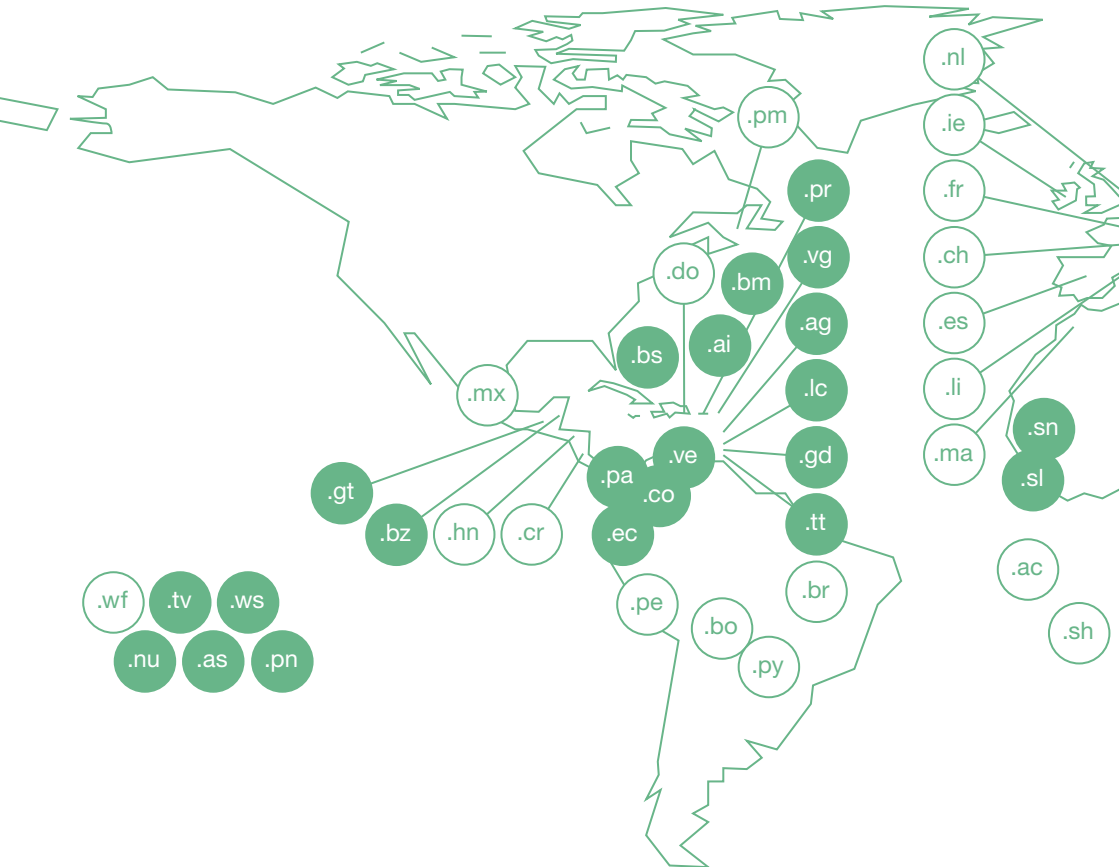 .nl
.pm
.ie
.pr
.fr
.vg
.ch
.do
.bm
.ag
.es
.bs
.ai
.lc
.li
.mx
.sn
.ve
.gd
.ma
.pa
.sl
.gt
.co
.tt
.bz
.hn
.cr
.ec
.ac
.br
.wf
.tv
.ws
.pe
.bo
.sh
.nu
.as
.pn
.py